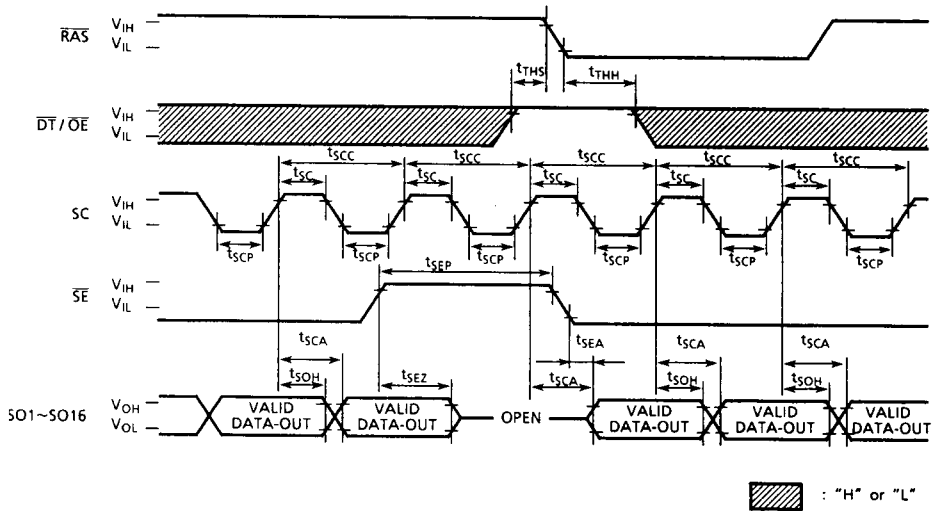 RAS VIH
VIL
tTHS tTHH
DT / OE VIH
VIL
tSCC tSCC tSCC tSCC tSCC
tSC tSC tSC tSC tSC
SC VIH
VIL
tSCP tSCP tSCP tSCP tSCP tSCP
tSEP
SE VIH
VIL
tSCA tSEA tSCA tSCA
tSOH tSEZ tSCA tSOH tSOH
SO1~SO16 VOH
VOL
VALID DATA-OUT
VALID DATA-OUT
OPEN
VALID DATA-OUT
VALID DATA-OUT
VALID DATA-OUT
: "H" or "L"